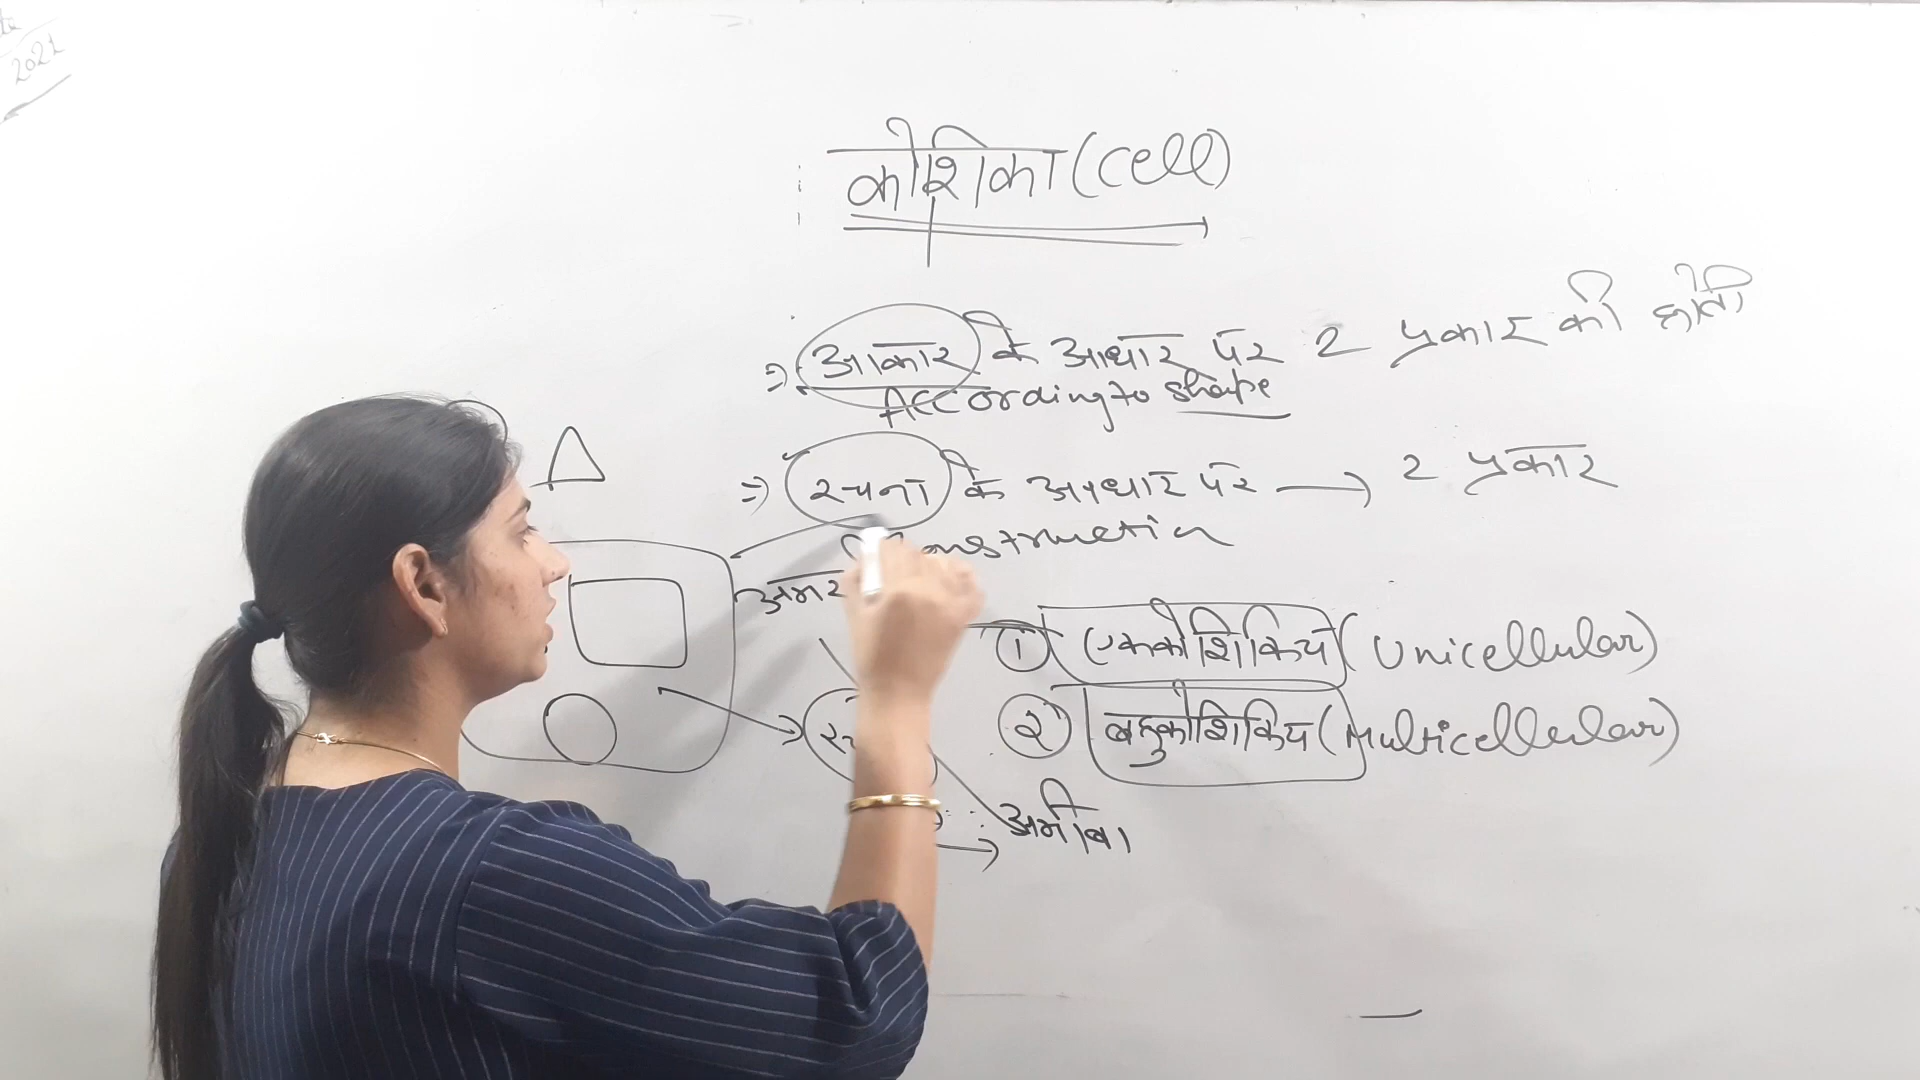 2021
कोशिका (Cell)
=> आकार के आधार पर 2 प्रकार की होती
According to shape
=> रचना के आधार पर → 2 प्रकार
Construction
① एककोशिकिय (Unicellular)
② बहुकोशिकिय (Multicellular)
अमीबा